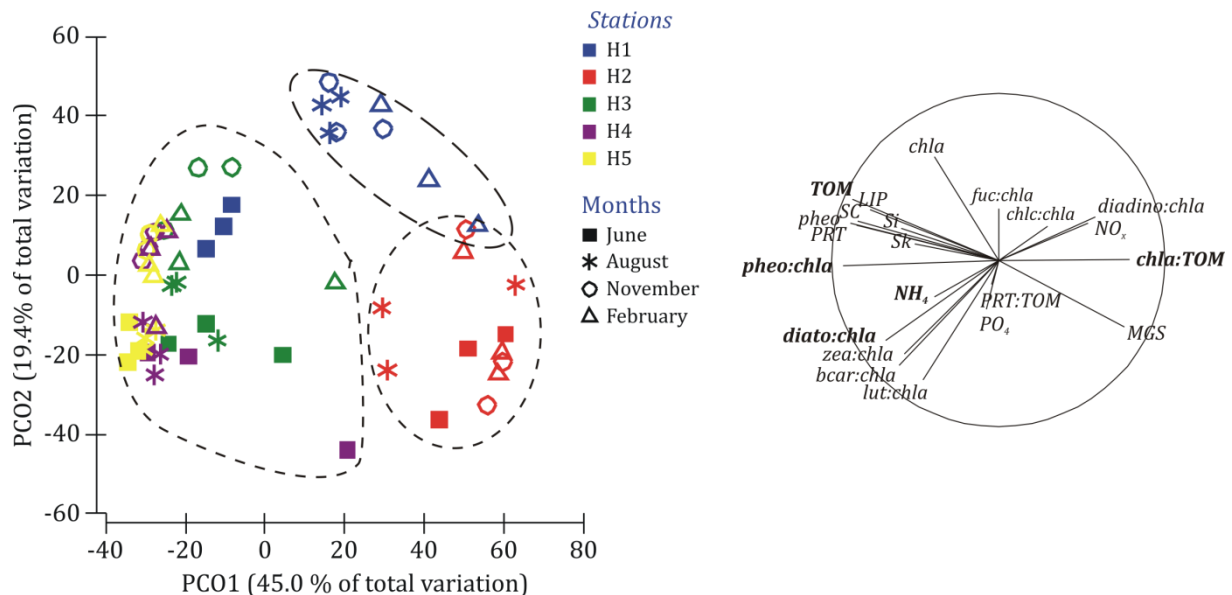 60
40
20
0
-20
-40
-60
PCO2 (19.4% of total variation)
-40
-20
0
20
40
60
80
PCO1 (45.0 % of total variation)
Stations
H1
H2
H3
H4
H5
Months
June
August
November
February
chla
TOM
LIP
fuc:chla
diadino:chla
pheo
SC
Si
chlc:chla
NOx
PRT
Sk
pheo:chla
chla:TOM
NH4
PRT:TOM
PO4
MGS
diato:chla
zea:chla
bcar:chla
lut:chla